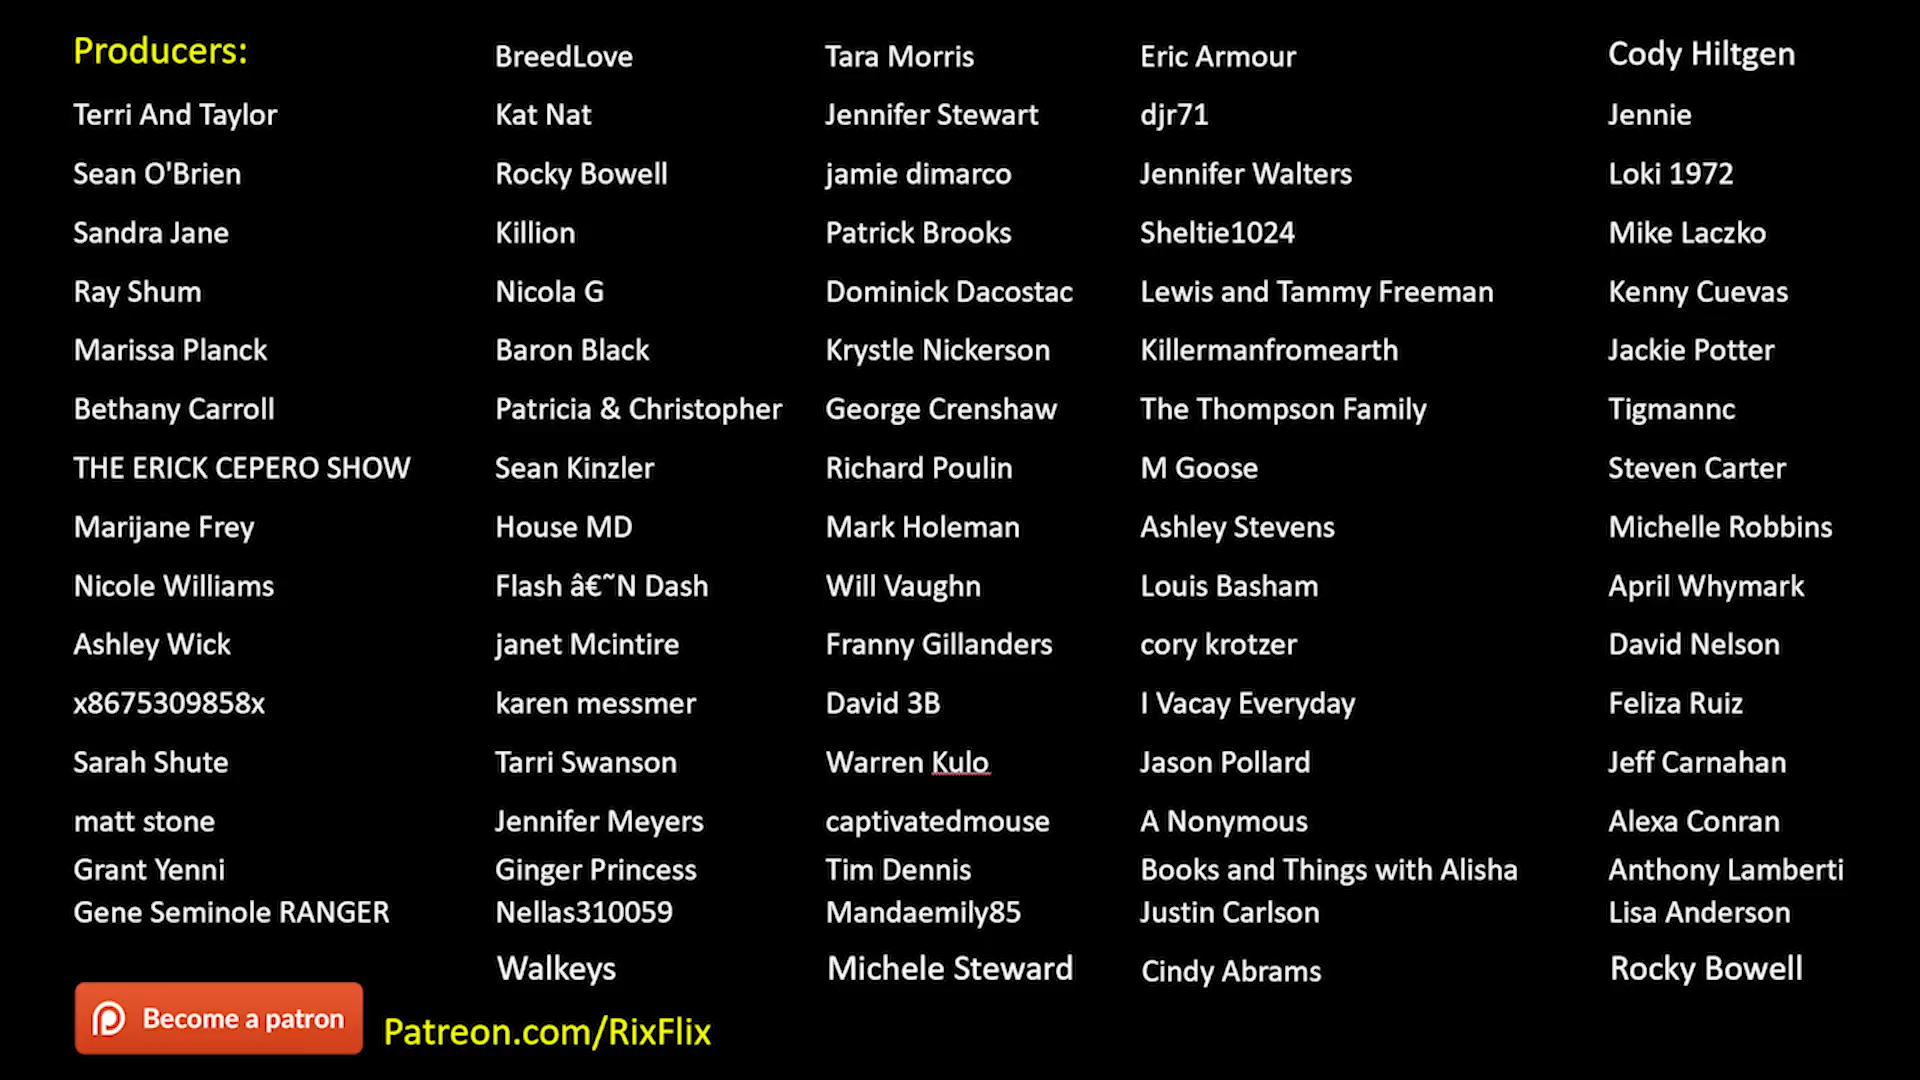 Producers:
Terri And Taylor
Sean O'Brien
Sandra Jane
Ray Shum
Marissa Planck
Bethany Carroll
THE ERICK CEPERO SHOW
Marijane Frey
Nicole Williams
Ashley Wick
x8675309858x
Sarah Shute
matt stone
Grant Yenni
Gene Seminole RANGER
BreedLove
Kat Nat
Rocky Bowell
Killion
Nicola G
Baron Black
Patricia & Christopher
Sean Kinzler
House MD
Flash â€˜N Dash
janet Mcintire
karen messmer
Tarri Swanson
Jennifer Meyers
Ginger Princess
Nellas310059
Walkeys
Tara Morris
Jennifer Stewart
jamie dimarco
Patrick Brooks
Dominick Dacostac
Krystle Nickerson
George Crenshaw
Richard Poulin
Mark Holeman
Will Vaughn
Franny Gillanders
David 3B
Warren Kulo
captivatedmouse
Tim Dennis
Mandaemily85
Michele Steward
Eric Armour
djr71
Jennifer Walters
Sheltie1024
Lewis and Tammy Freeman
Killermanfromearth
The Thompson Family
M Goose
Ashley Stevens
Louis Basham
cory krotzer
I Vacay Everyday
Jason Pollard
A Nonymous
Books and Things with Alisha
Justin Carlson
Cindy Abrams
Cody Hiltgen
Jennie
Loki 1972
Mike Laczko
Kenny Cuevas
Jackie Potter
Tigmannc
Steven Carter
Michelle Robbins
April Whymark
David Nelson
Feliza Ruiz
Jeff Carnahan
Alexa Conran
Anthony Lamberti
Lisa Anderson
Rocky Bowell
Become a patron
Patreon.com/RixFlix